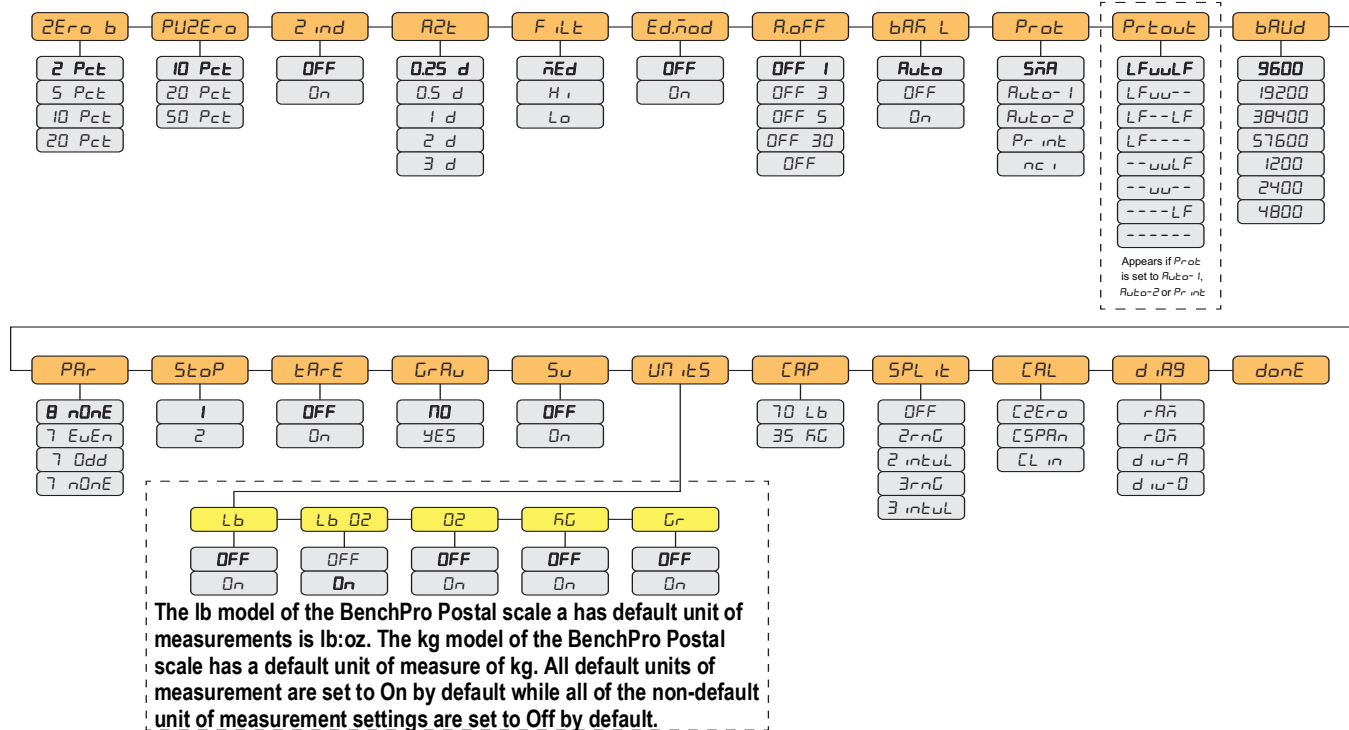 ZEro b PUZEro Z ind AZt FiLt Ed.mod A.oFF bAK L Prot Prtout bAUd
2 Pct 10 Pct OFF 0.25 d mEd OFF OFF 1 Auto SmA LFuuLF 9600
5 Pct 20 Pct On 0.5 d Hi On OFF 3 OFF Auto-1 LFuu-- 19200
10 Pct 50 Pct 1 d Lo OFF 5 On Auto-2 LF--LF 38400
20 Pct 2 d OFF 30 Print LF---- 57600
3 d OFF nci --uuLF 1200
--uu-- 2400
----LF 4800
------
Appears if Prot
is set to Auto-1,
Auto-2 or Print
PAr StoP tArE GrAv Sv UNitS CAP SPLit CAL diAg donE
8 nOnE 1 OFF NO OFF 70 Lb OFF CZEro rAm
7 EvEn 2 On YES On 35 KG 2rnG CSPAn rOm
7 Odd 2 intvL CLin div-A
7 nOnE 3rnG div-D
3 intvL
Lb Lb OZ OZ KG Gr
OFF OFF OFF OFF OFF
On On On On On
The lb model of the BenchPro Postal scale a has default unit of
measurements is lb:oz. The kg model of the BenchPro Postal
scale has a default unit of measure of kg. All default units of
measurement are set to On by default while all of the non-default
unit of measurement settings are set to Off by default.